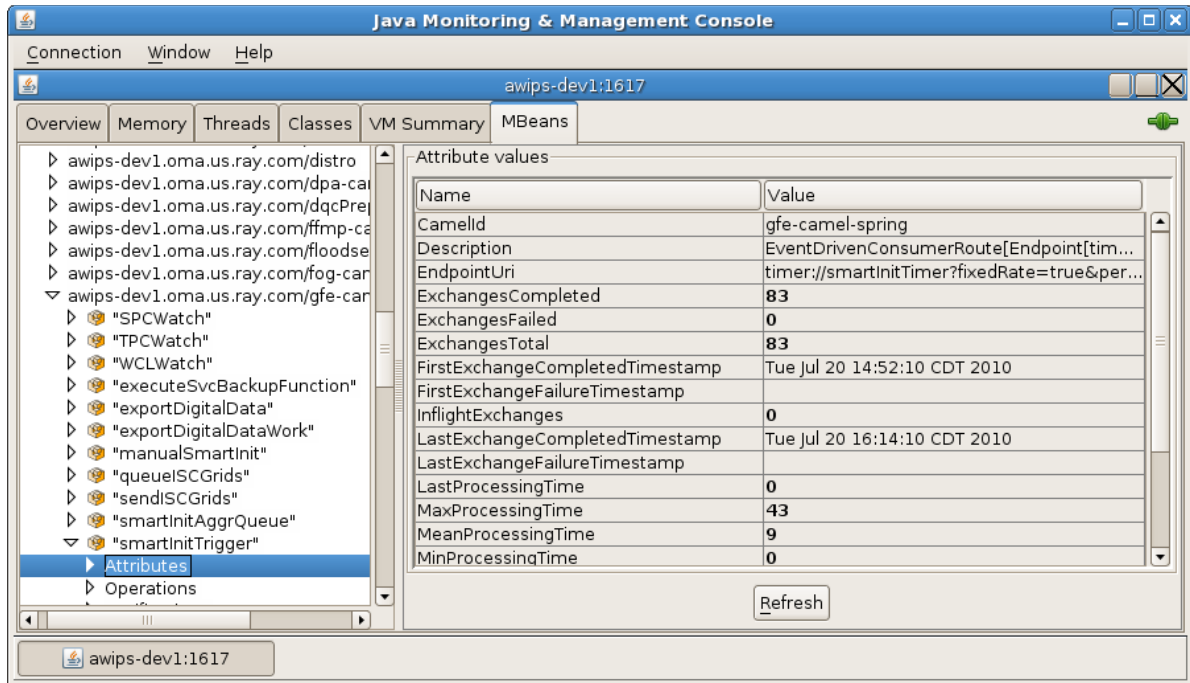 Java Monitoring & Management Console
Connection Window Help
awips-dev1:1617
Overview Memory Threads Classes VM Summary MBeans
awips-dev1.oma.us.ray.com/distro
awips-dev1.oma.us.ray.com/dpa-car
awips-dev1.oma.us.ray.com/dqcPrep
awips-dev1.oma.us.ray.com/ffmp-ca
awips-dev1.oma.us.ray.com/floodse
awips-dev1.oma.us.ray.com/fog-can
awips-dev1.oma.us.ray.com/gfe-can
"SPCWatch"
"TPCWatch"
"WCLWatch"
"executeSvcBackupFunction"
"exportDigitalData"
"exportDigitalDataWork"
"manualSmartInit"
"queueISCGrids"
"sendISCGrids"
"smartInitAggrQueue"
"smartInitTrigger"
Attributes
Operations
Attribute values
Name Value
CamelId gfe-camel-spring
Description EventDrivenConsumerRoute[Endpoint[tim...
EndpointUri timer://smartInitTimer?fixedRate=true&per...
ExchangesCompleted 83
ExchangesFailed 0
ExchangesTotal 83
FirstExchangeCompletedTimestamp Tue Jul 20 14:52:10 CDT 2010
FirstExchangeFailureTimestamp
InflightExchanges 0
LastExchangeCompletedTimestamp Tue Jul 20 16:14:10 CDT 2010
LastExchangeFailureTimestamp
LastProcessingTime 0
MaxProcessingTime 43
MeanProcessingTime 9
MinProcessingTime 0
Refresh
awips-dev1:1617